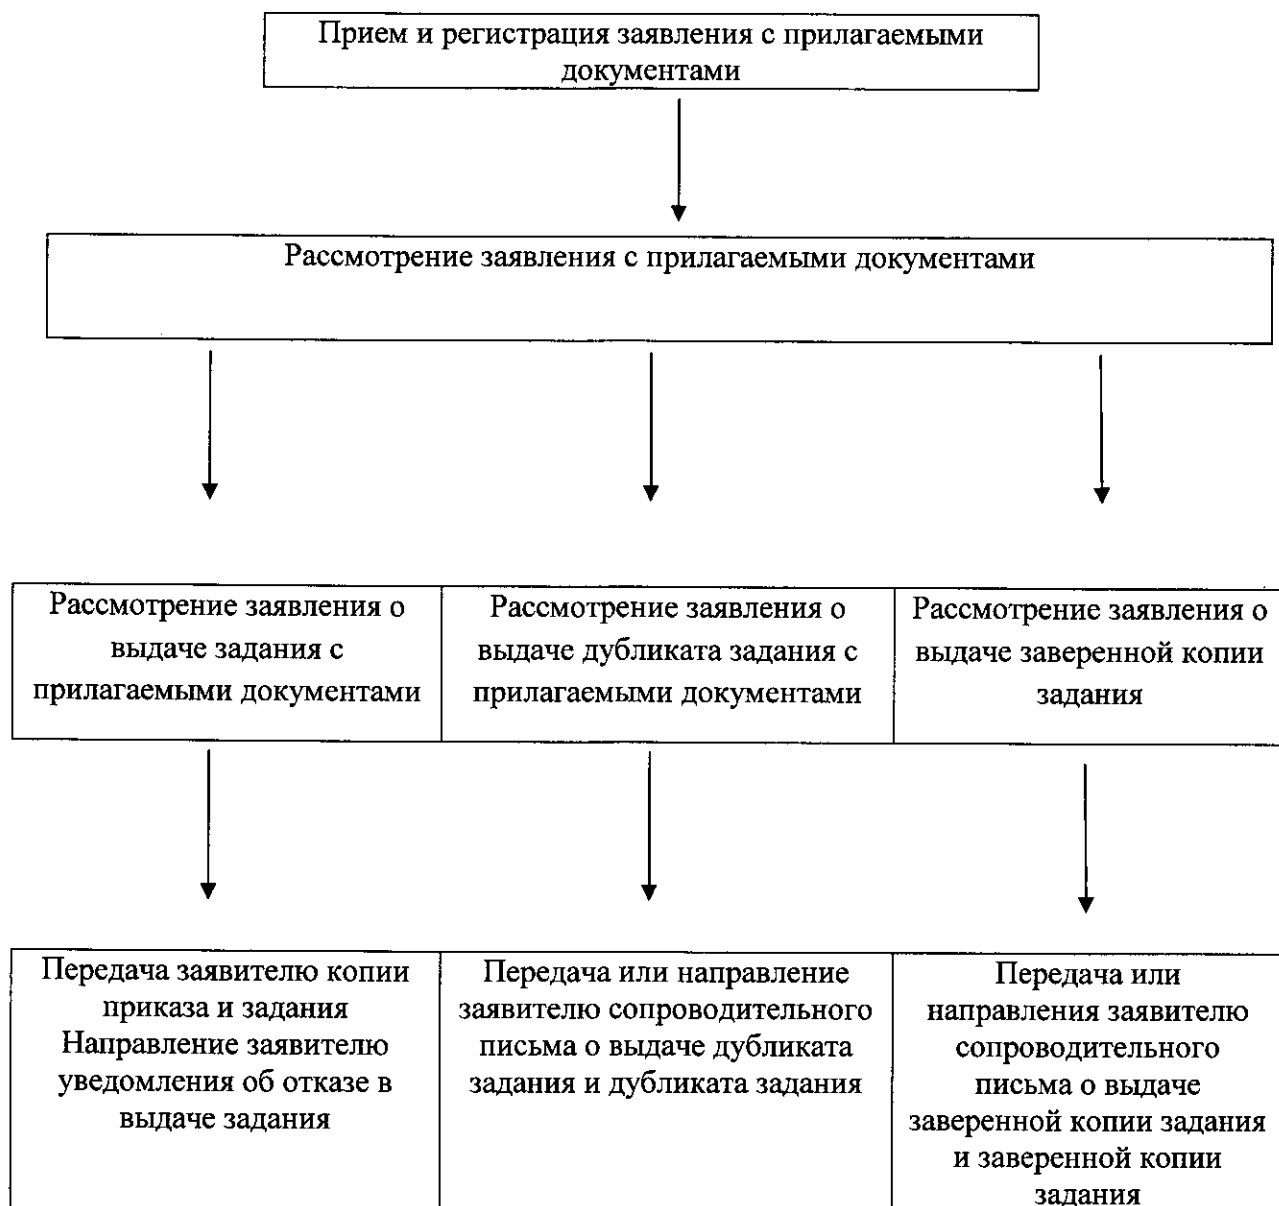 Прием и регистрация заявления с прилагаемыми
документами
Рассмотрение заявления с прилагаемыми документами
Рассмотрение заявления о
выдаче задания с
прилагаемыми документами
Рассмотрение заявления о
выдаче дубликата задания с
прилагаемыми документами
Рассмотрение заявления о
выдаче заверенной копии
задания
Передача заявителю копии
приказа и задания
Направление заявителю
уведомления об отказе в
выдаче задания
Передача или направление
заявителю сопроводительного
письма о выдаче дубликата
задания и дубликата задания
Передача или
направления заявителю
сопроводительного
письма о выдаче
заверенной копии задания
и заверенной копии
задания